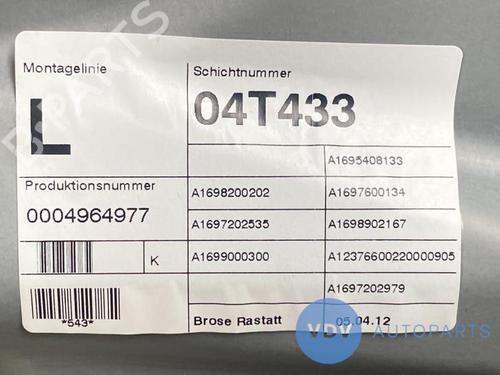 Montagelinie
L
Schichtnummer
04T433
A1695408133
Produktionsnummer
0004964977
A1698200202
A1697600134
A1697202535
A1698902167
K
A1699000300
A12376600220000905
A1697202979
*543*
Brose Rastatt
05.04.12
VDV AUTOPARTS
B-PARTS